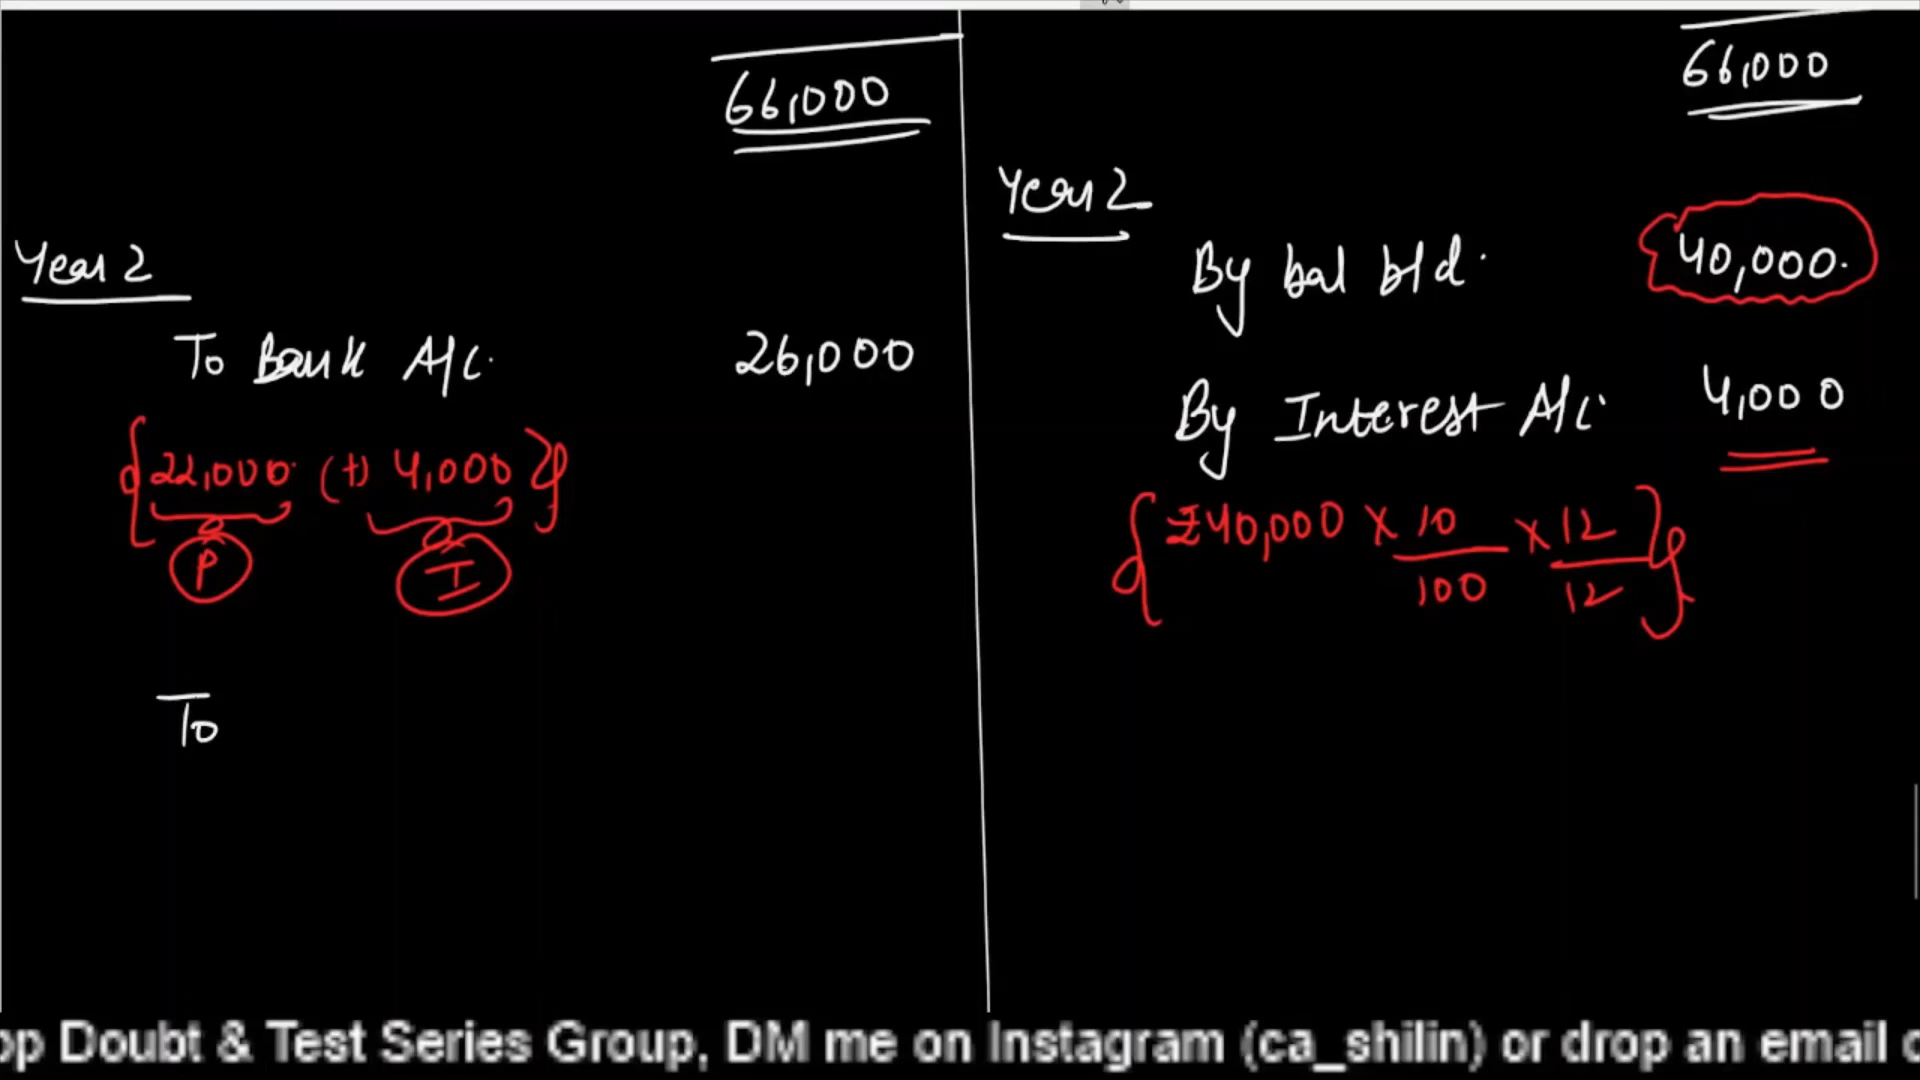 66,000
Year 2
To Bank A/c.
26,000
{22,000 (+) 4,000}
P
I
To
66,000
Year 2
By bal b/d.
40,000.
By Interest A/c.
4,000
{₹40,000 × 10/100 × 12/12}
op Doubt & Test Series Group, DM me on Instagram (ca_shilin) or drop an email